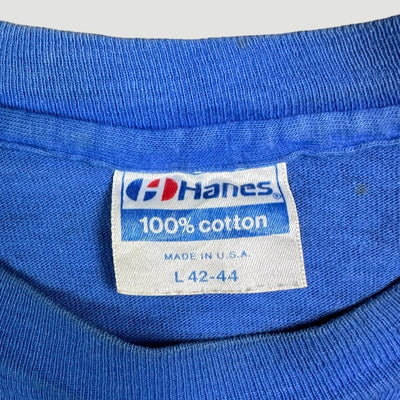 Hanes®
100% cotton
MADE IN U.S.A.
L 42-44